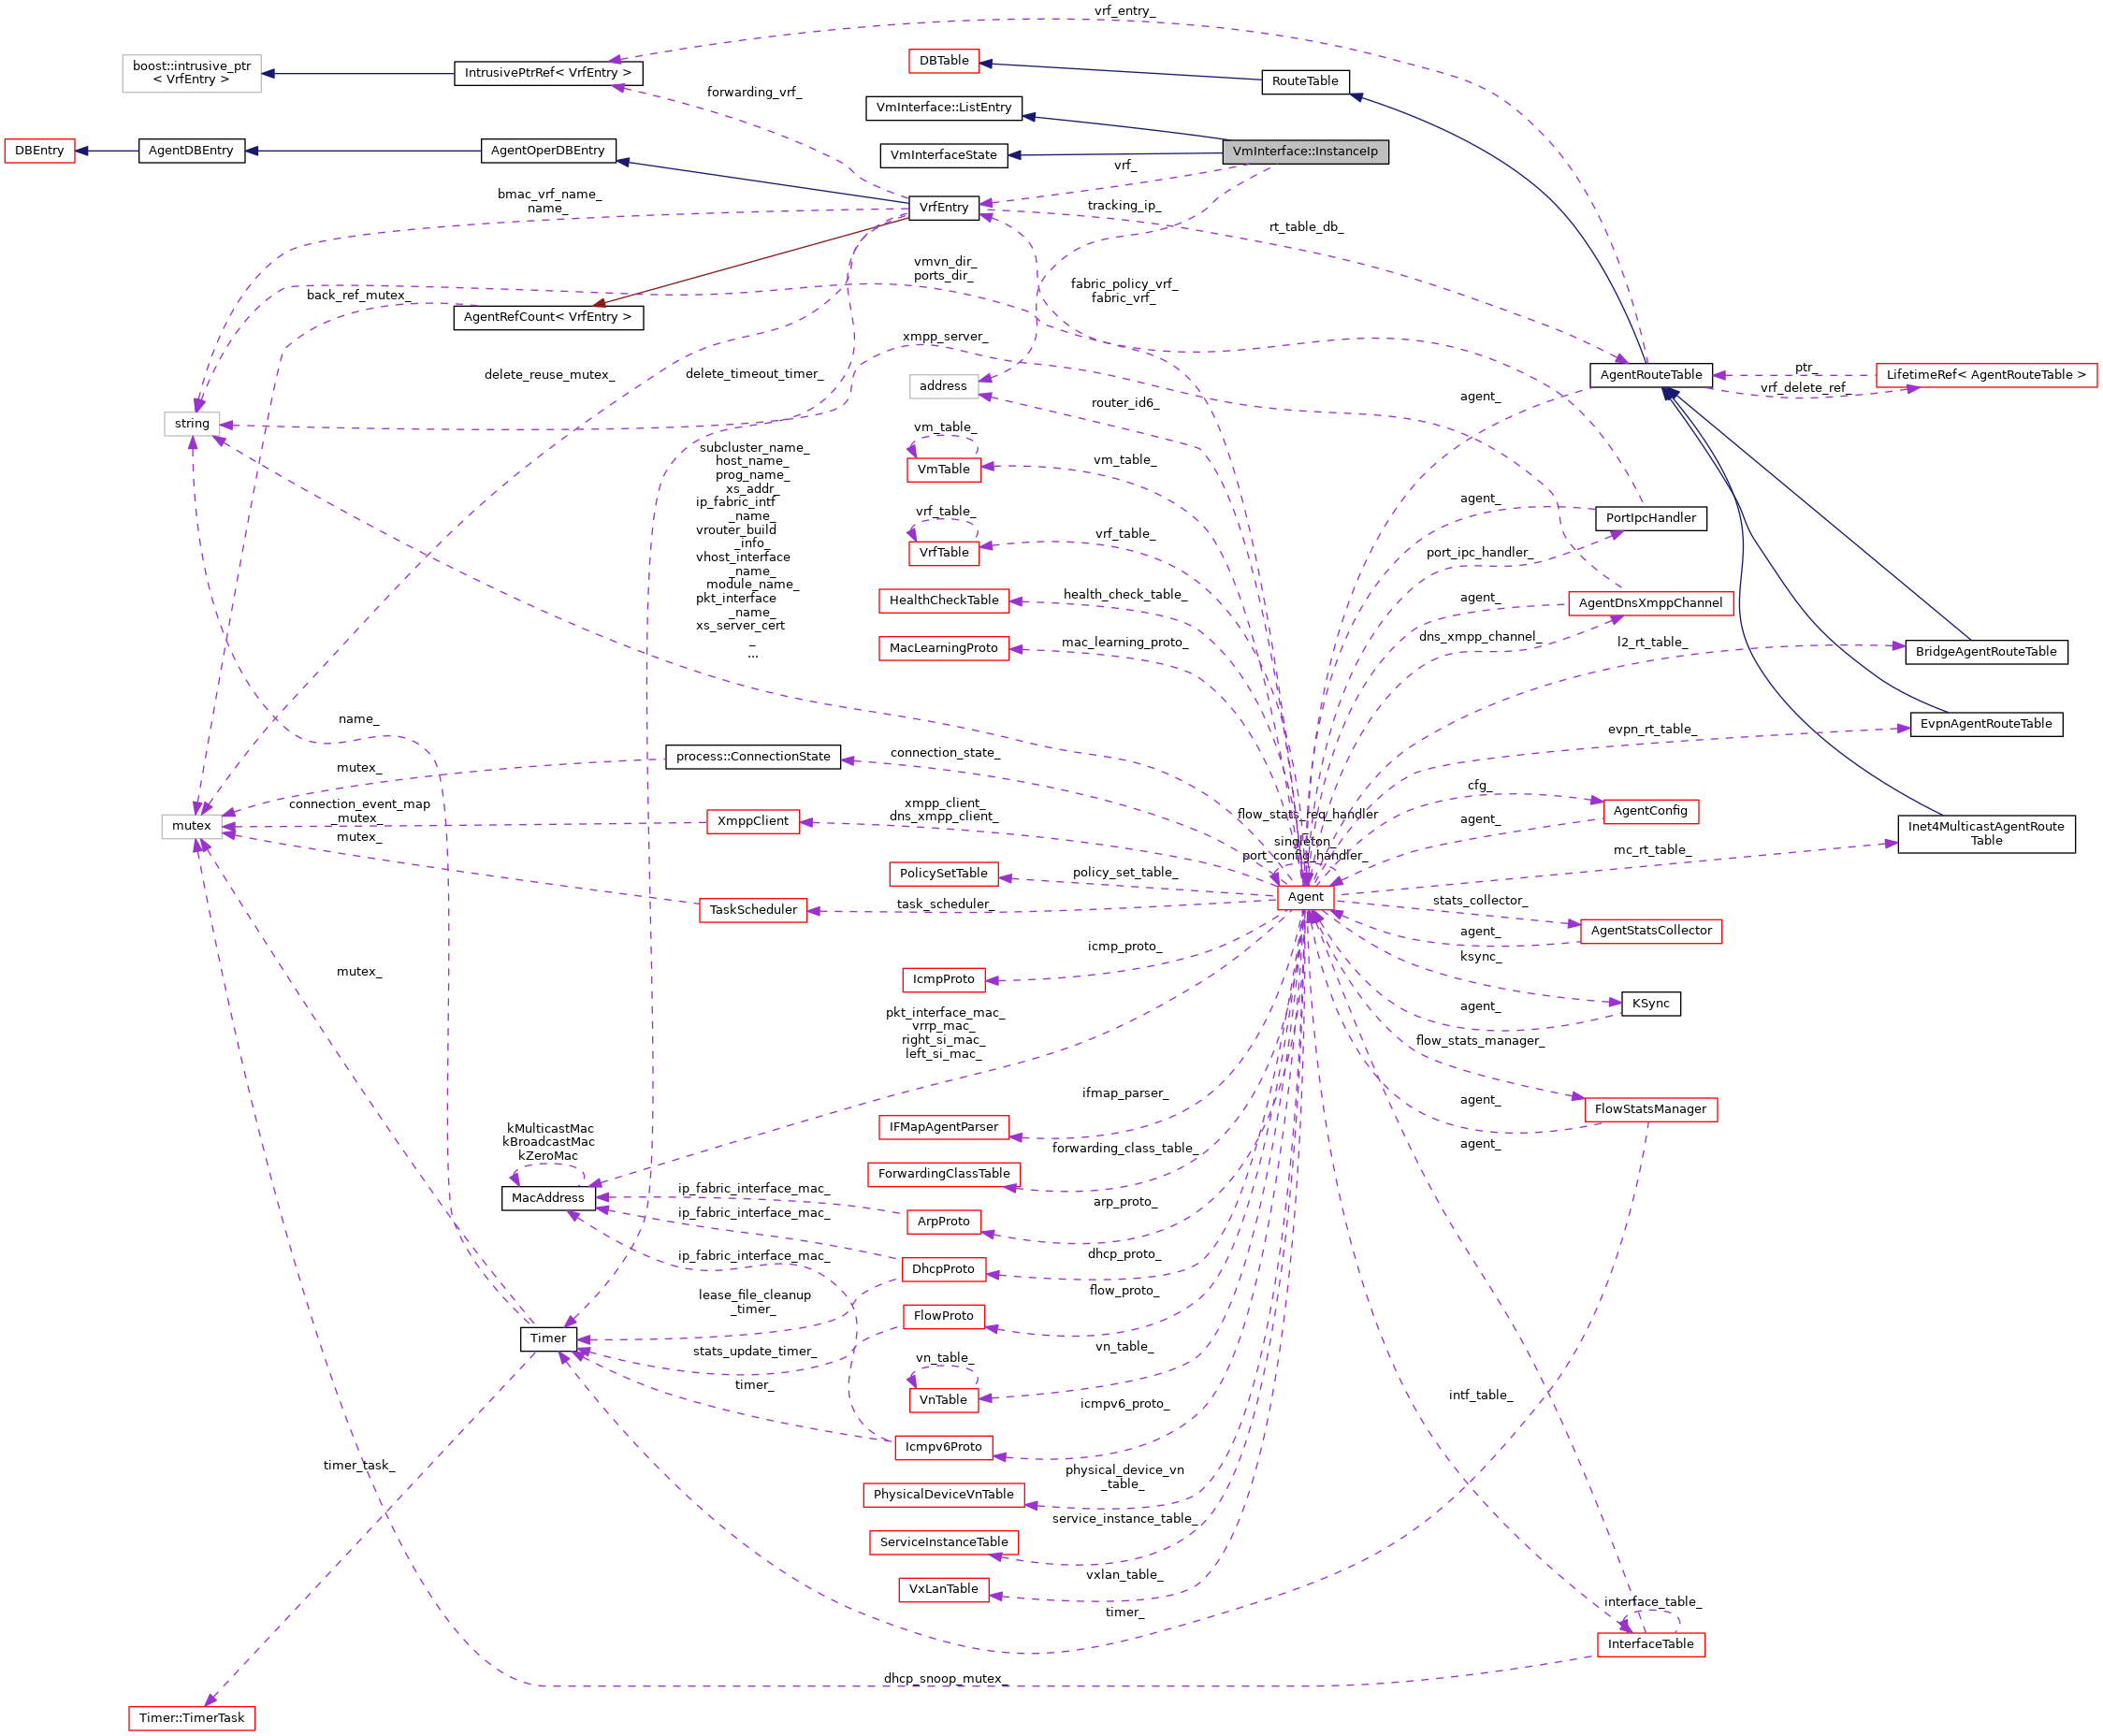 vrf_entry_
boost::intrusive_ptr
< VrfEntry >
IntrusivePtrRef< VrfEntry >
DBTable
RouteTable
forwarding_vrf_
VmInterface::ListEntry
DBEntry
AgentDBEntry
AgentOperDBEntry
VmInterfaceState
VmInterface::InstanceIp
vrf_
bmac_vrf_name_
name_
VrfEntry
tracking_ip_
rt_table_db_
vmvn_dir_
ports_dir_
back_ref_mutex_
fabric_policy_vrf_
fabric_vrf_
AgentRefCount< VrfEntry >
xmpp_server_
delete_reuse_mutex_
delete_timeout_timer_
address
AgentRouteTable
ptr_
LifetimeRef< AgentRouteTable >
vrf_delete_ref_
router_id6_
agent_
string
vm_table_
VmTable
vm_table_
subcluster_name_
host_name_
prog_name_
xs_addr_
ip_fabric_intf
_name_
vrouter_build
_info_
vhost_interface
_name_
module_name_
pkt_interface
_name_
xs_server_cert
_
...
agent_
PortIpcHandler
vrf_table_
VrfTable
vrf_table_
port_ipc_handler_
health_check_table_
HealthCheckTable
agent_
AgentDnsXmppChannel
mac_learning_proto_
MacLearningProto
dns_xmpp_channel_
l2_rt_table_
BridgeAgentRouteTable
name_
evpn_rt_table_
EvpnAgentRouteTable
process::ConnectionState
connection_state_
mutex_
cfg_
AgentConfig
connection_event_map
_mutex_
XmppClient
xmpp_client_
dns_xmpp_client_
flow_stats_req_handler
_
singleton_
port_config_handler_
agent_
mutex
mutex_
Inet4MulticastAgentRoute
Table
mc_rt_table_
PolicySetTable
policy_set_table_
Agent
TaskScheduler
task_scheduler_
stats_collector_
AgentStatsCollector
agent_
mutex_
icmp_proto_
IcmpProto
ksync_
KSync
agent_
pkt_interface_mac_
vrrp_mac_
right_si_mac_
left_si_mac_
flow_stats_manager_
ifmap_parser_
IFMapAgentParser
agent_
FlowStatsManager
kMulticastMac
kBroadcastMac
kZeroMac
MacAddress
forwarding_class_table_
ForwardingClassTable
agent_
ip_fabric_interface_mac_
ArpProto
arp_proto_
ip_fabric_interface_mac_
ip_fabric_interface_mac_
DhcpProto
dhcp_proto_
lease_file_cleanup
_timer_
FlowProto
flow_proto_
Timer
stats_update_timer_
vn_table_
VnTable
vn_table_
timer_
icmpv6_proto_
intf_table_
Icmpv6Proto
timer_task_
PhysicalDeviceVnTable
physical_device_vn
_table_
service_instance_table_
ServiceInstanceTable
VxLanTable
vxlan_table_
timer_
interface_table_
InterfaceTable
dhcp_snoop_mutex_
Timer::TimerTask